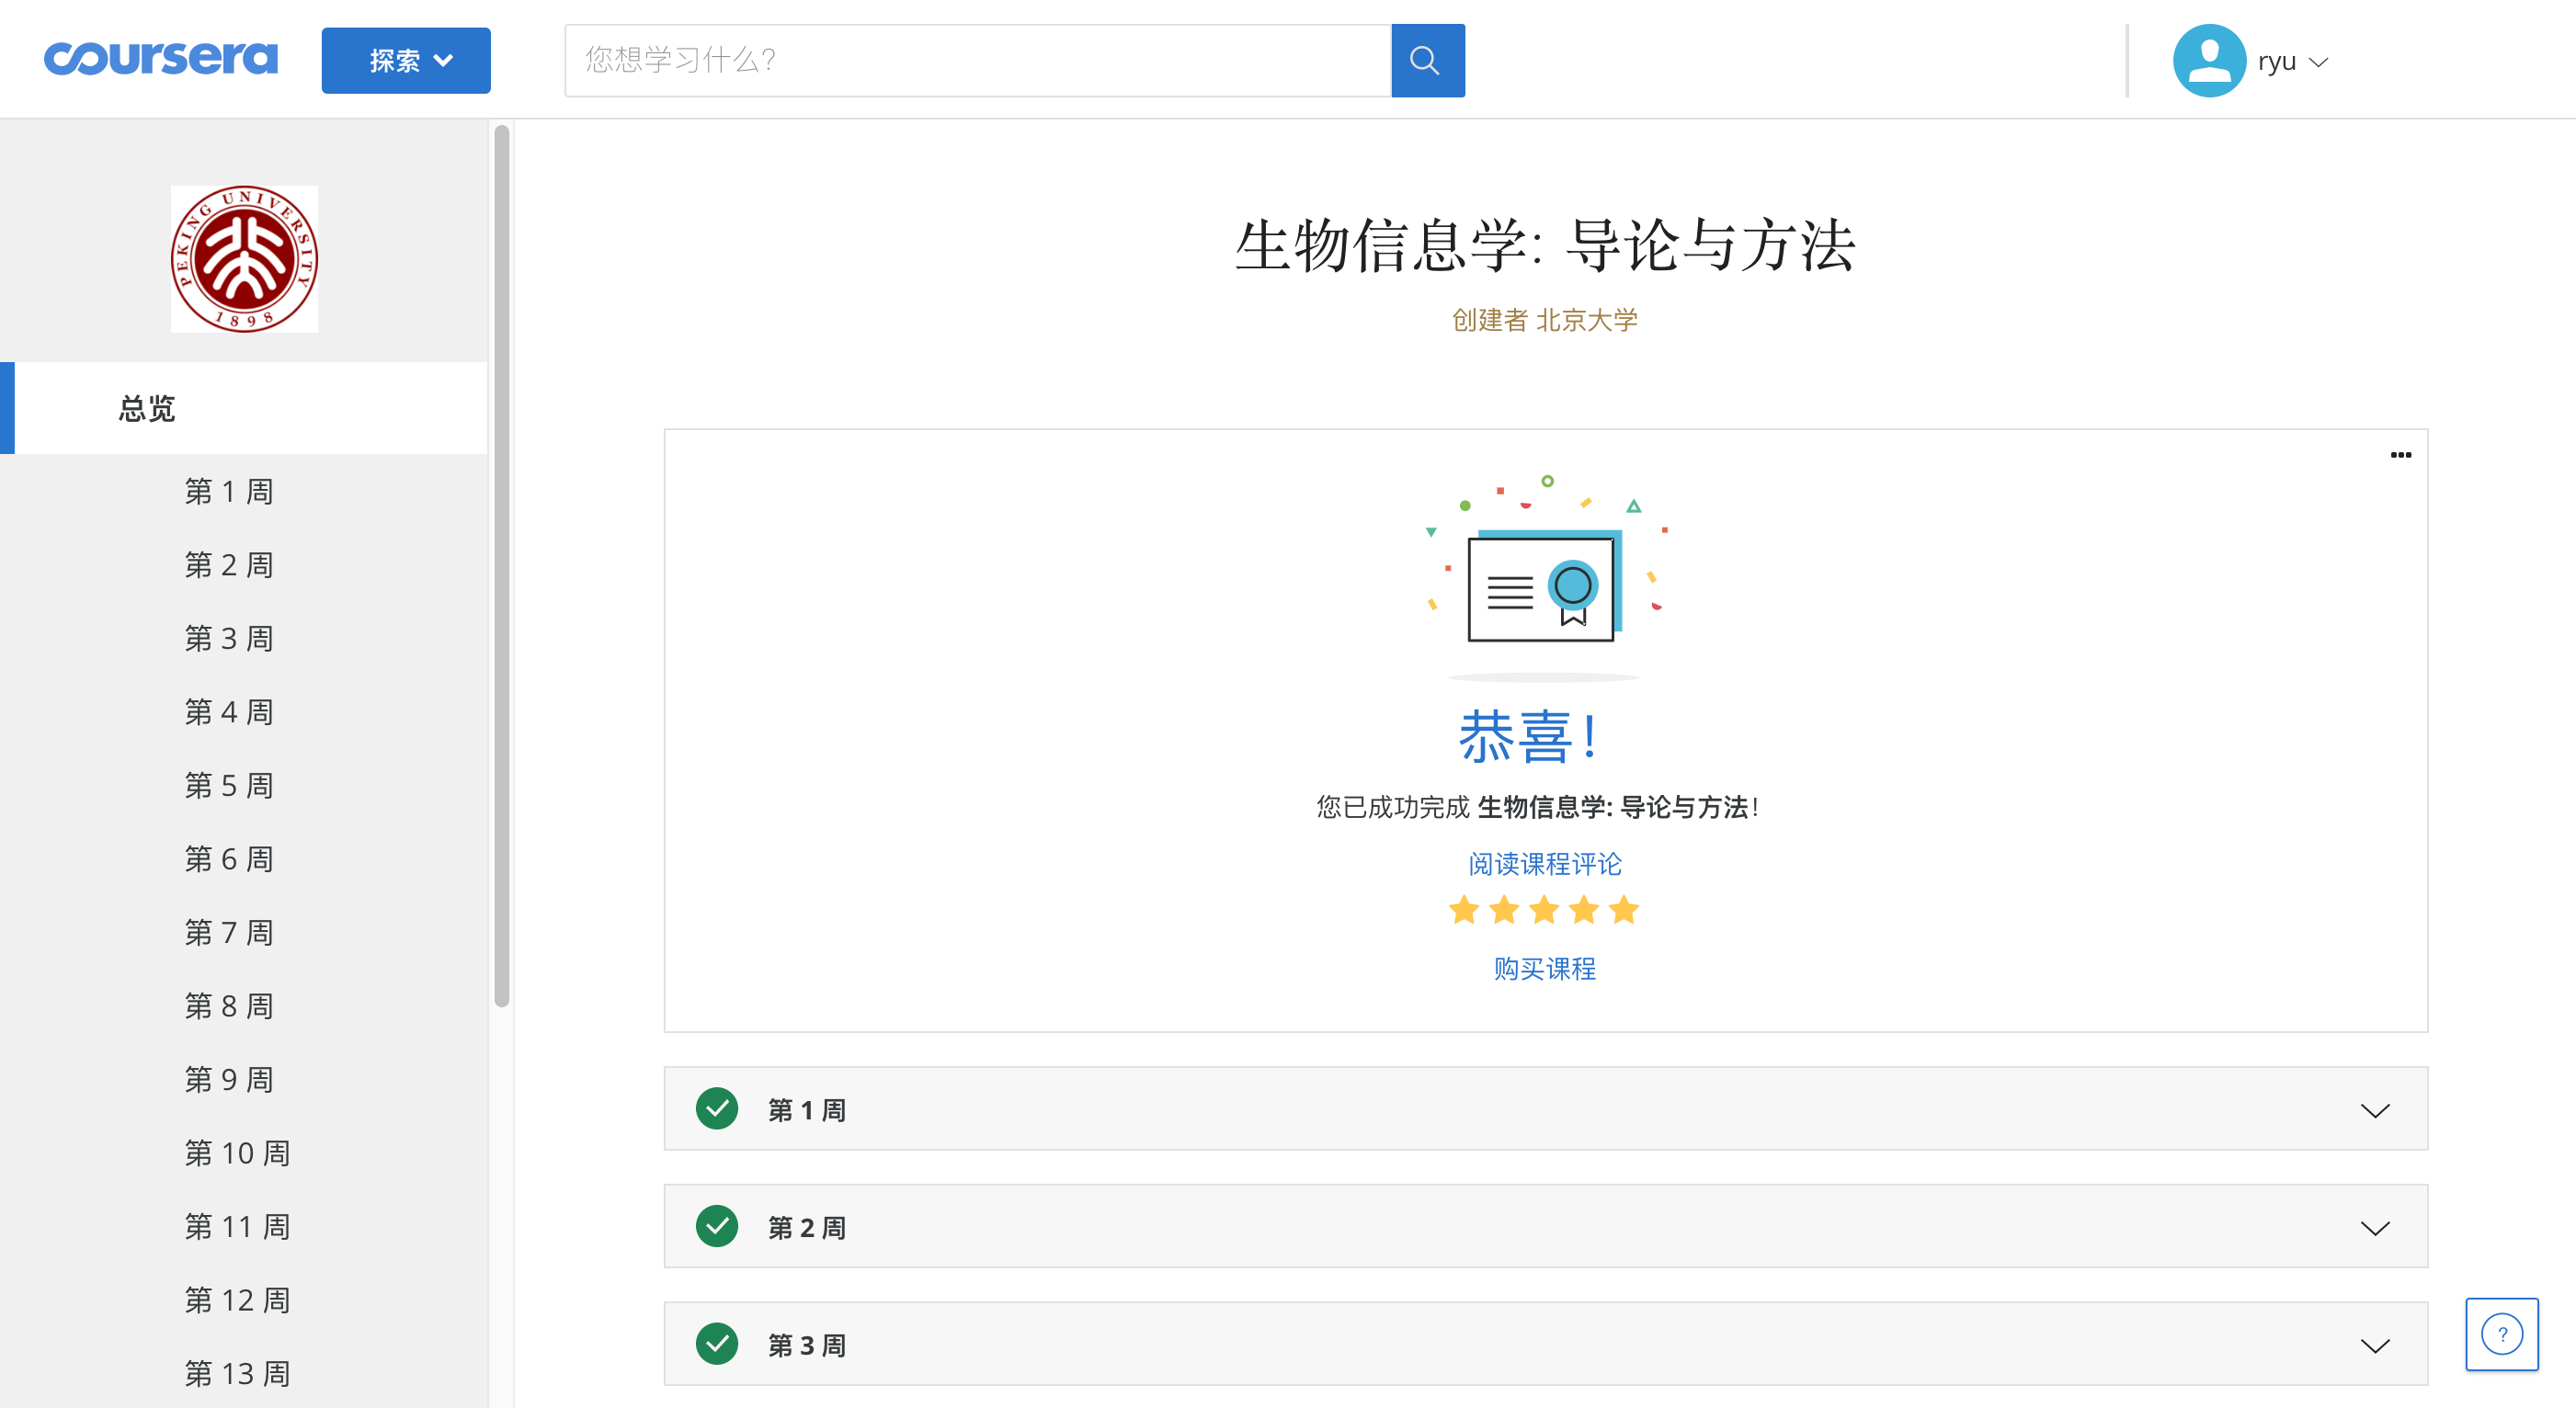 coursera
探索
您想学习什么?
ryu
PEKING UNIVERSITY
1898
总览
第 1 周
第 2 周
第 3 周
第 4 周
第 5 周
第 6 周
第 7 周
第 8 周
第 9 周
第 10 周
第 11 周
第 12 周
第 13 周
生物信息学: 导论与方法
创建者 北京大学
恭喜!
您已成功完成 生物信息学: 导论与方法!
阅读课程评论
购买课程
第 1 周
第 2 周
第 3 周
?